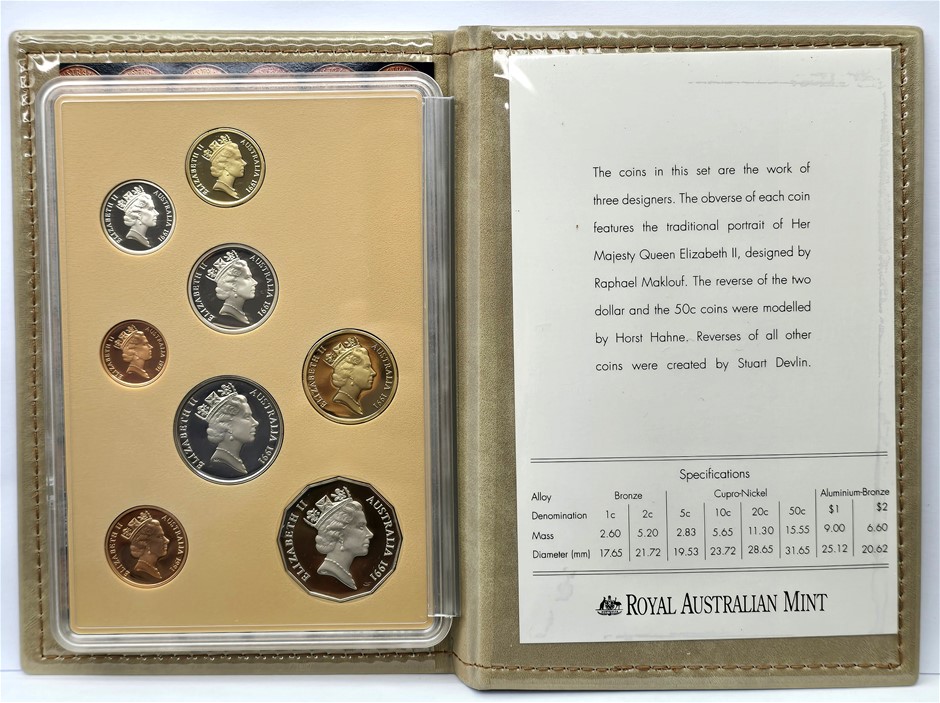 ELIZABETH II AUSTRALIA 1991
ELIZABETH II AUSTRALIA 1991
ELIZABETH II AUSTRALIA 1991
ELIZABETH II AUSTRALIA 1991
ELIZABETH II AUSTRALIA 1991
ELIZABETH II AUSTRALIA 1991
ELIZABETH II AUSTRALIA 1991
ELIZABETH II AUSTRALIA 1991
The coins in this set are the work of
three designers. The obverse of each coin
features the traditional portrait of Her
Majesty Queen Elizabeth II, designed by
Raphael Maklouf. The reverse of the two
dollar and the 50c coins were modelled
by Horst Hahne. Reverses of all other
coins were created by Stuart Devlin.
Specifications
Alloy Bronze Cupro-Nickel Aluminium-Bronze
Denomination 1c 2c 5c 10c 20c 50c $1 $2
Mass 2.60 5.20 2.83 5.65 11.30 15.55 9.00 6.60
Diameter (mm) 17.65 21.72 19.53 23.72 28.65 31.65 25.12 20.62
ROYAL AUSTRALIAN MINT